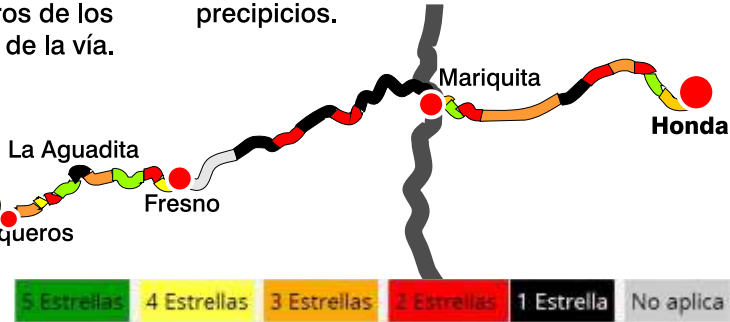 ros de los
de la vía.
precipicios.
Mariquita
Honda
La Aguadita
Fresno
queros
5 Estrellas
4 Estrellas
3 Estrellas
2 Estrellas
1 Estrella
No aplica